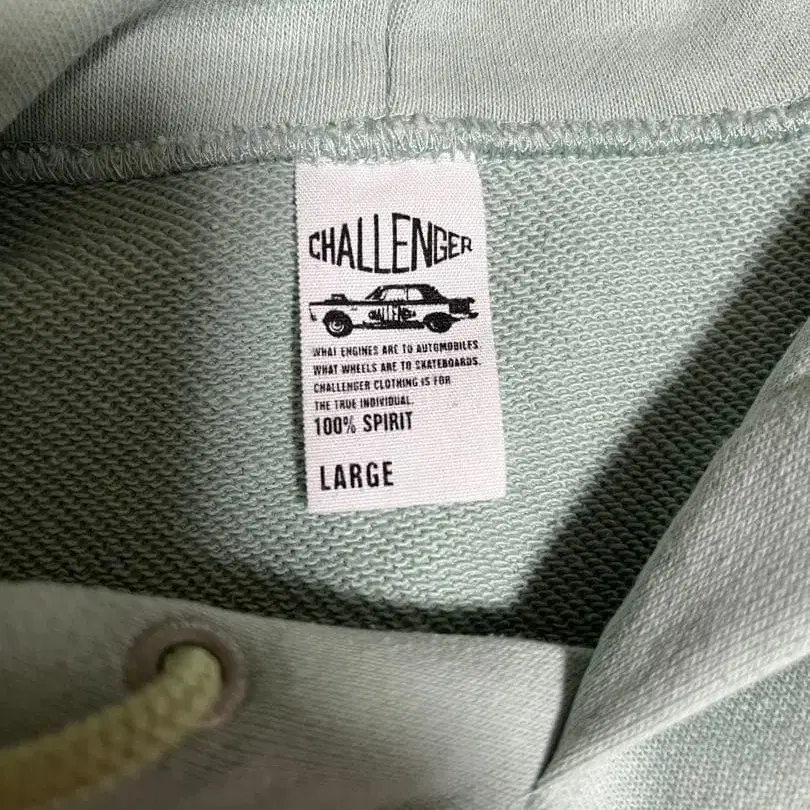 CHALLENGER
CHALLENGER
WHAT ENGINES ARE TO AUTOMOBILES.
WHAT WHEELS ARE TO SKATEBOARDS.
CHALLENGER CLOTHING IS FOR
THE TRUE INDIVIDUAL.
100% SPIRIT
LARGE